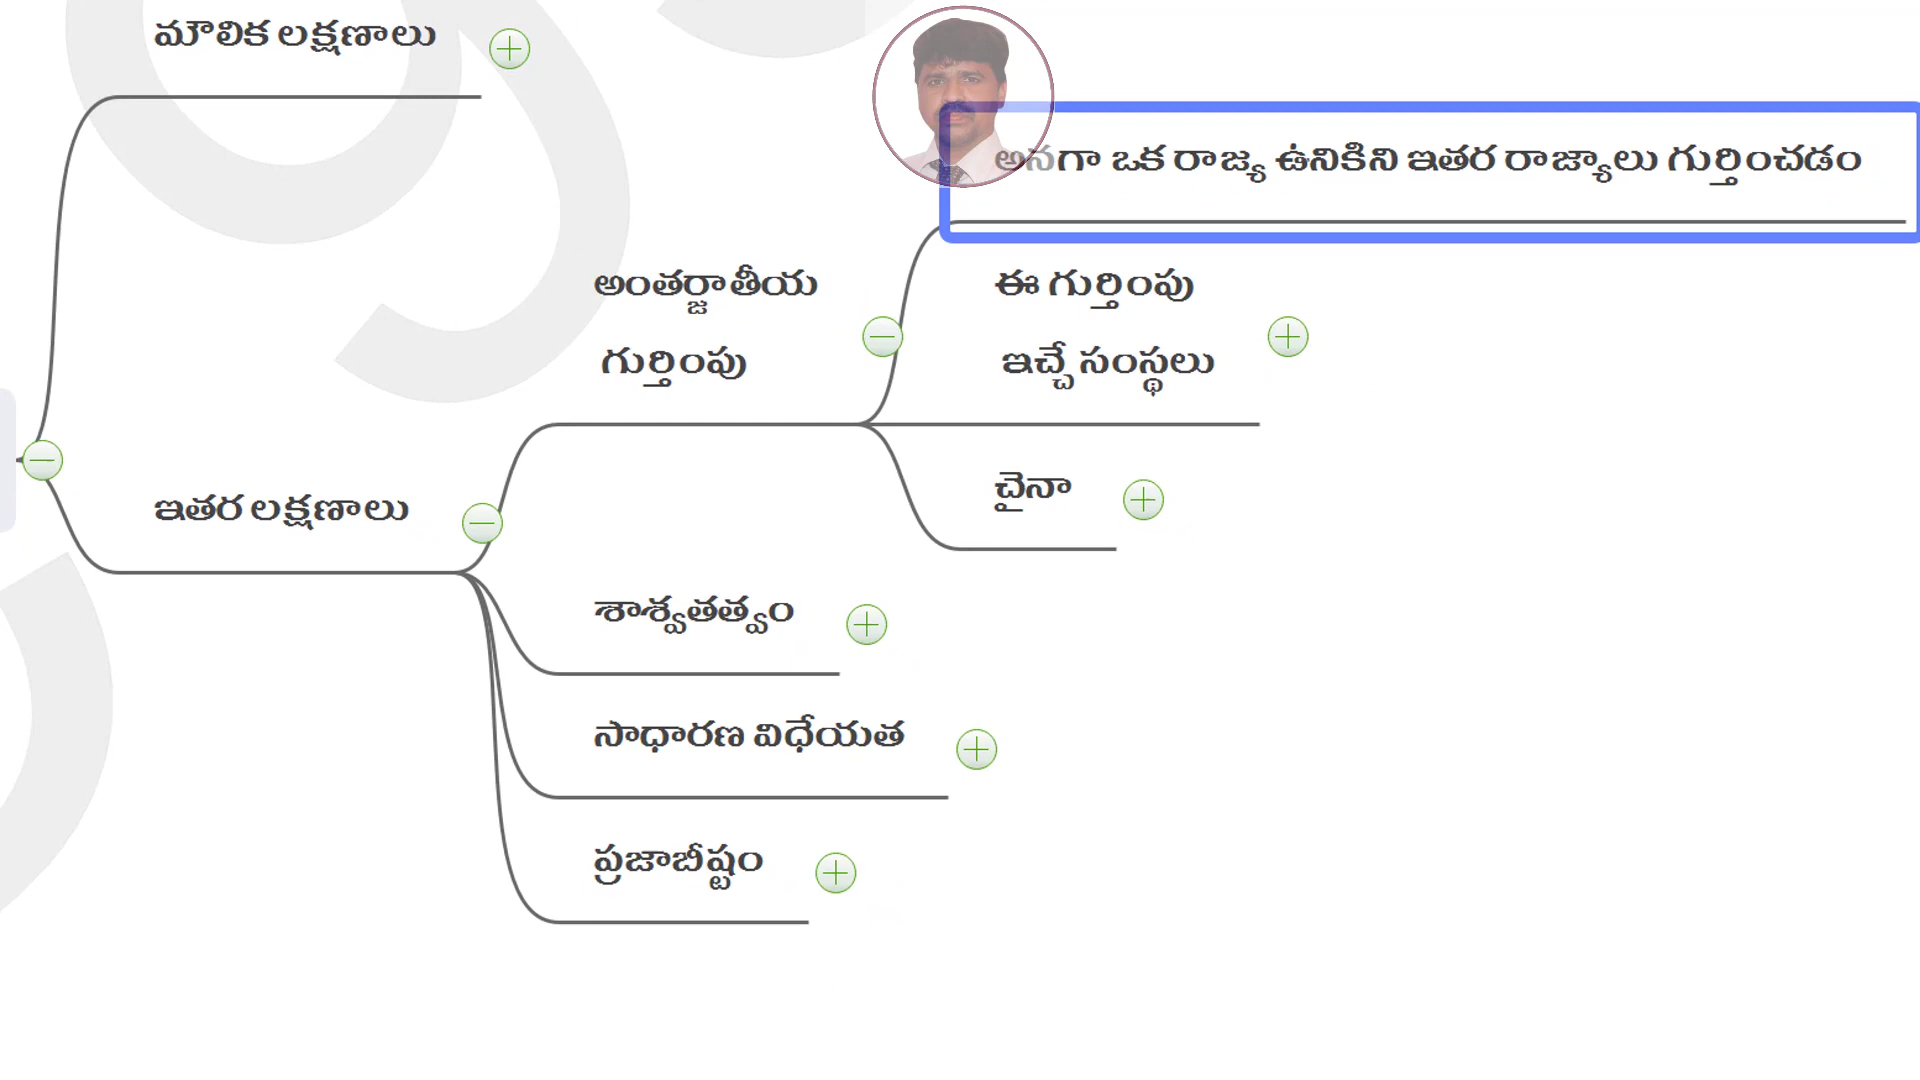 మౌలిక లక్షణాలు
అనగా ఒక రాజ్య ఉనికిని ఇతర రాజ్యాలు గుర్తించడం
అంతర్జాతీయ
గుర్తింపు
ఈ గుర్తింపు
ఇచ్చే సంస్థలు
చైనా
ఇతర లక్షణాలు
శాశ్వతత్వం
సాధారణ విధేయత
ప్రజాబీష్టం